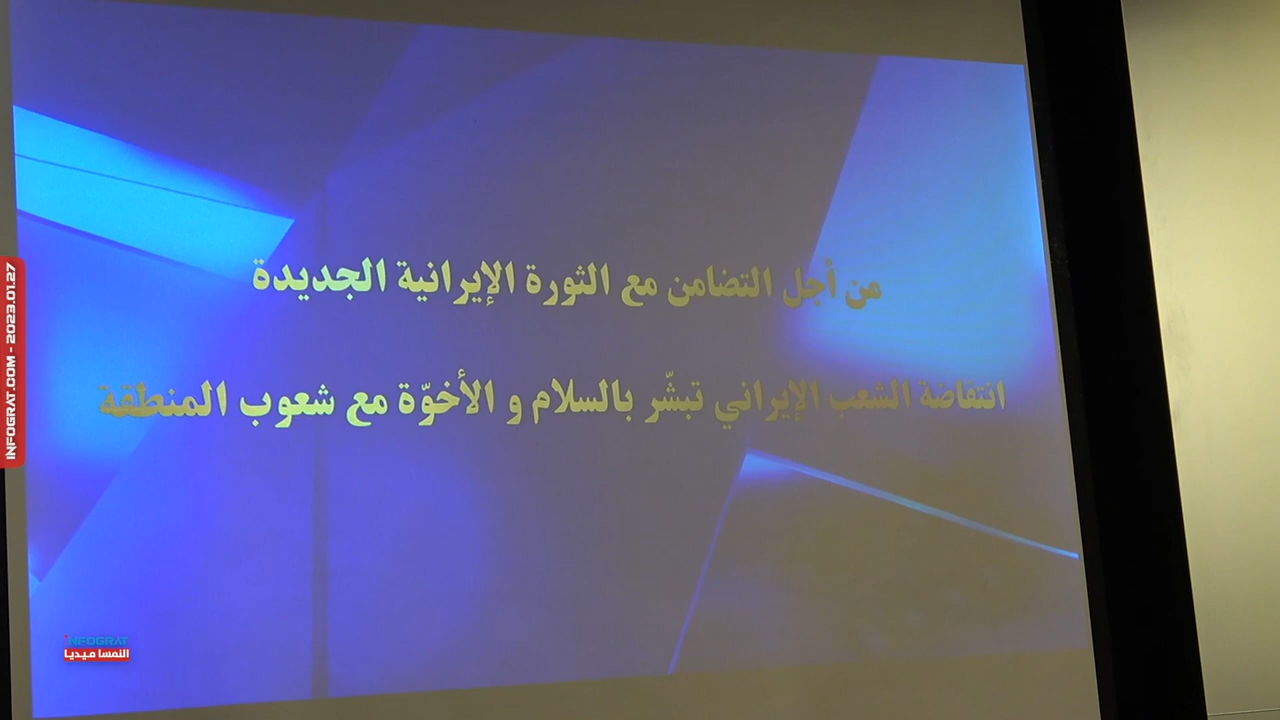 من أجل التضامن مع الثورة الإيرانية الجديدة
انتفاضة الشعب الإيراني تبشّر بالسلام و الأخوّة مع شعوب المنطقة
INFOGRAT.COM - 2023.01.27
INFOGRAT
النمسا ميديا